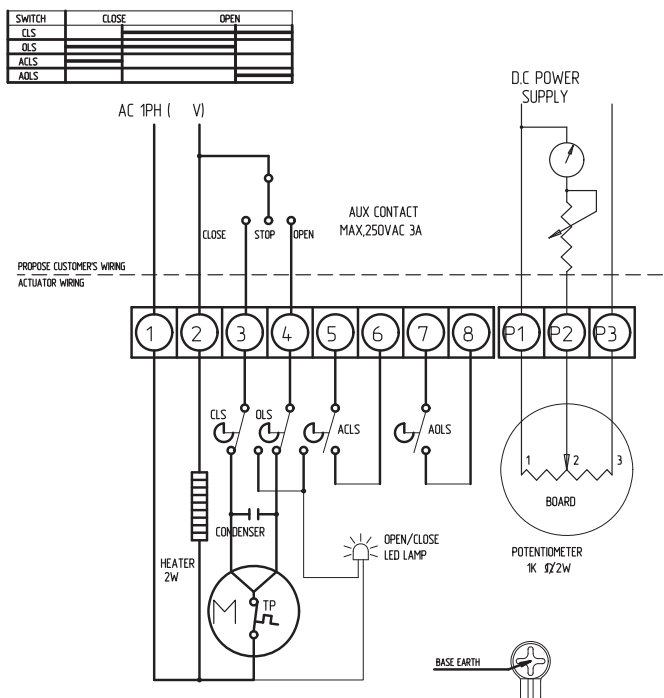 SWITCH CLOSE OPEN
CLS
OLS
ACLS
AOLS
D.C POWER
SUPPLY
AC 1PH ( V)
AUX CONTACT
MAX,250VAC 3A
CLOSE STOP OPEN
PROPOSE CUSTOMER'S WIRING
ACTUATOR WIRING
1 2 3 4 5 6 7 8 P1 P2 P3
CLS OLS ACLS AOLS
1 2 3
BOARD
CONDENSER
OPEN/CLOSE
LED LAMP
HEATER
2W
POTENTIOMETER
1K Ω/2W
M TP
BASE EARTH